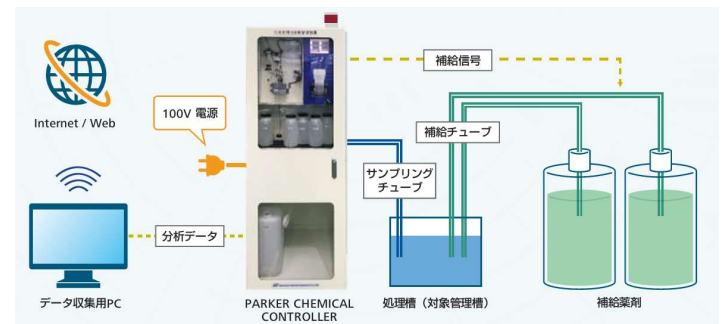 Internet / Web
100V 電源
補給信号
補給チューブ
サンプリング
チューブ
分析データ
データ収集用PC
PARKER CHEMICAL
CONTROLLER
処理槽（対象管理槽）
補給薬剤